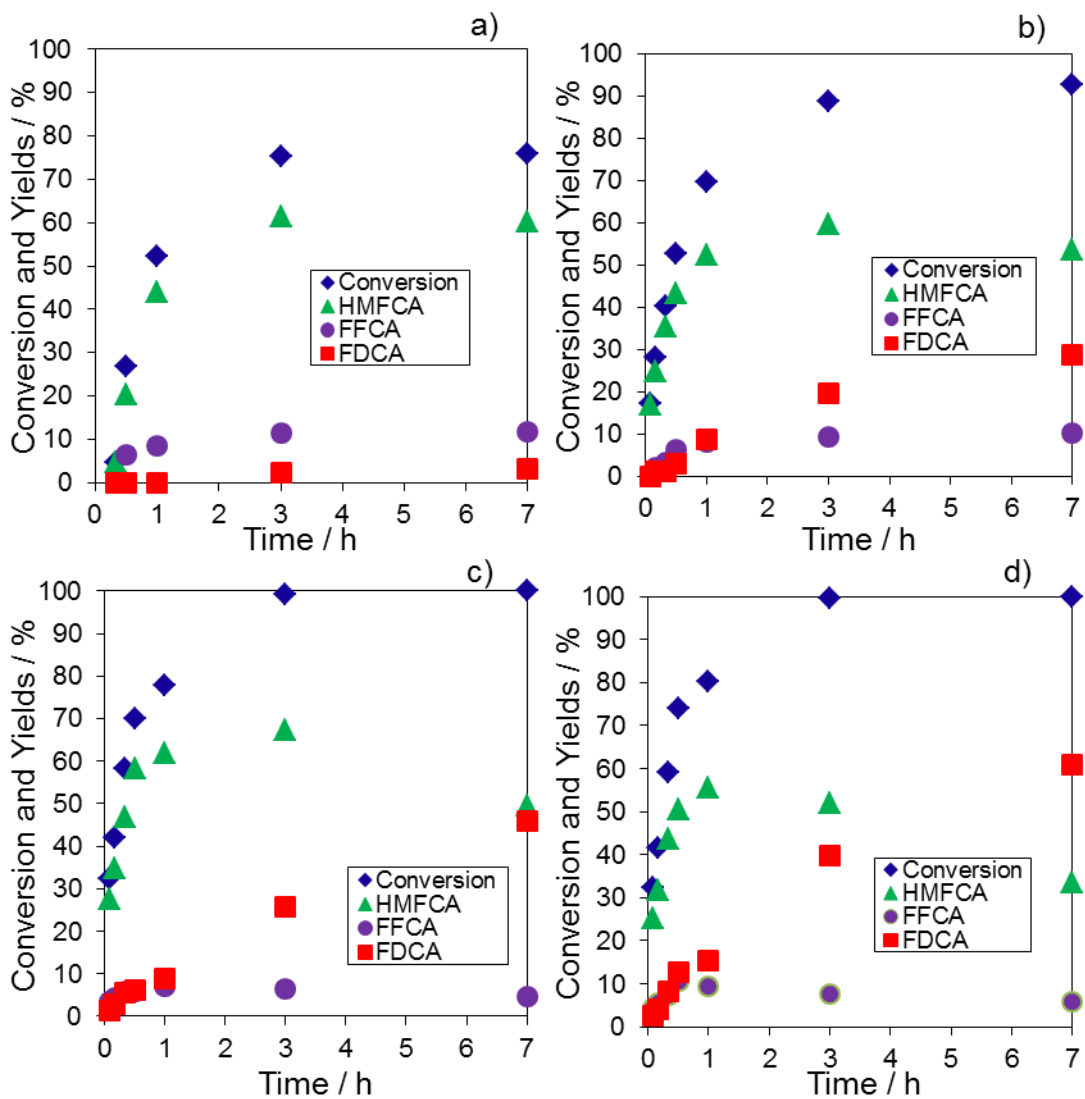 a)
Conversion and Yields / %
100
90
80
70
60
50
40
30
20
10
0
Conversion
HMFCA
FFCA
FDCA
0 1 2 3 4 5 6 7
Time / h
b)
Conversion and Yields / %
100
90
80
70
60
50
40
30
20
10
0
Conversion
HMFCA
FFCA
FDCA
0 1 2 3 4 5 6 7
Time / h
c)
Conversion and Yields / %
100
90
80
70
60
50
40
30
20
10
0
Conversion
HMFCA
FFCA
FDCA
0 1 2 3 4 5 6 7
Time / h
d)
Conversion and Yields / %
100
90
80
70
60
50
40
30
20
10
0
Conversion
HMFCA
FFCA
FDCA
0 1 2 3 4 5 6 7
Time / h